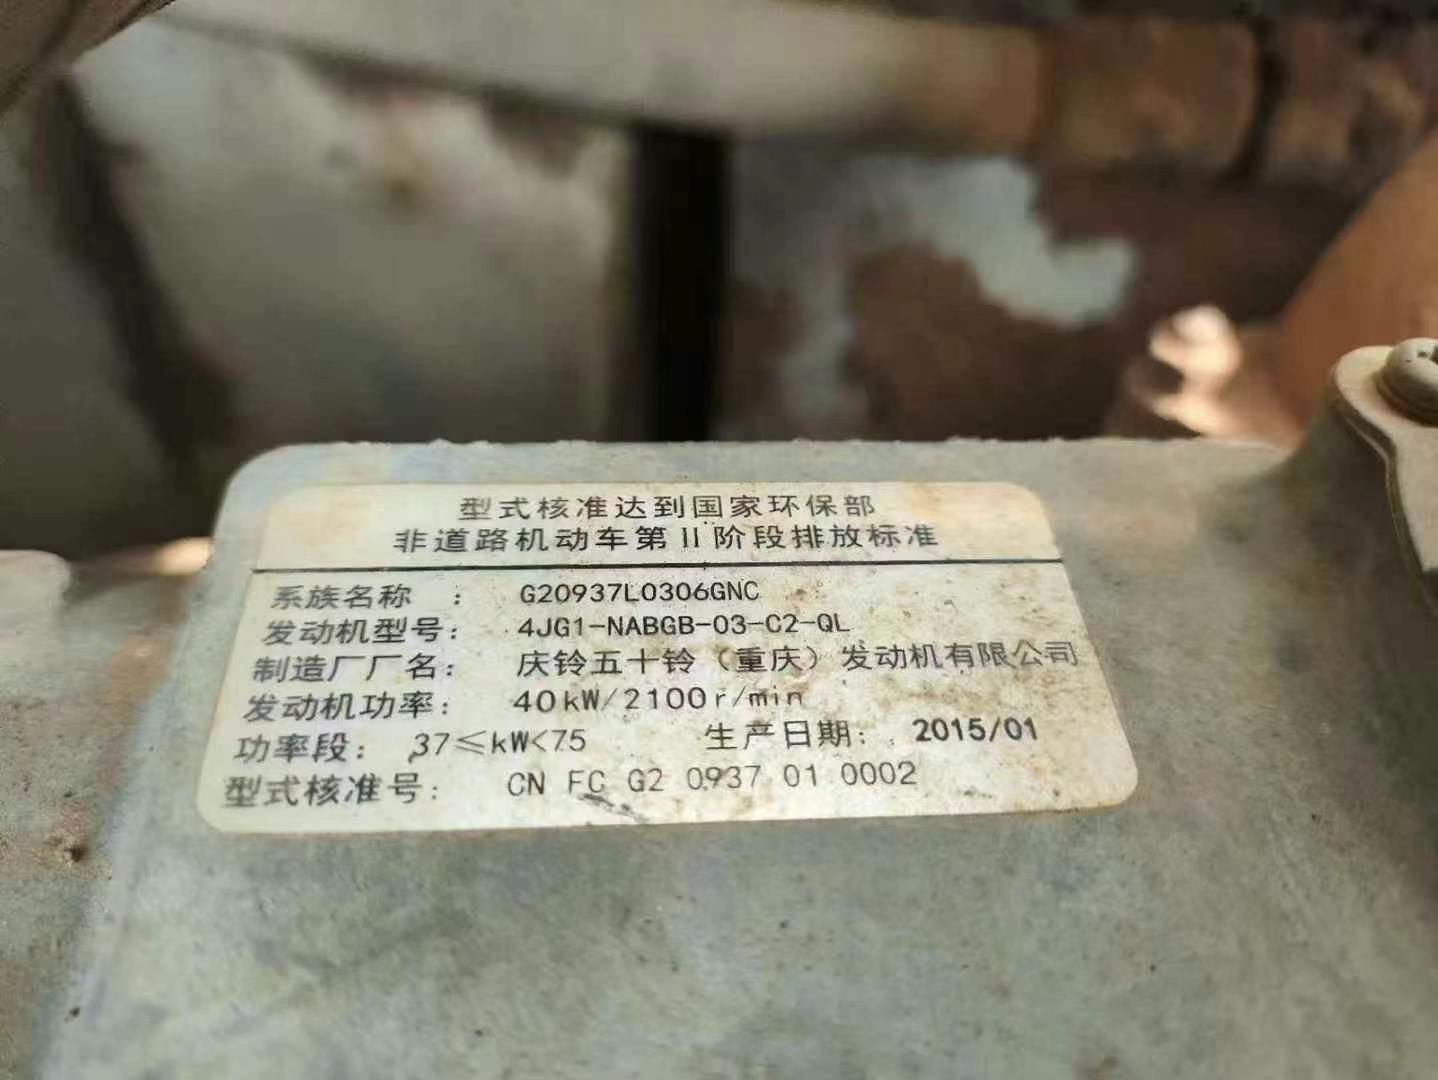 型式核准达到国家环保部
非道路机动车第II阶段排放标准
系族名称 : G20937L0306GNC
发动机型号: 4JG1-NABGB-03-C2-QL
制造厂厂名: 庆铃五十铃（重庆）发动机有限公司
发动机功率: 40kW/2100r/min
功率段: 37≤kW<75 生产日期: 2015/01
型式核准号: CN FC G2 0937 01 0002